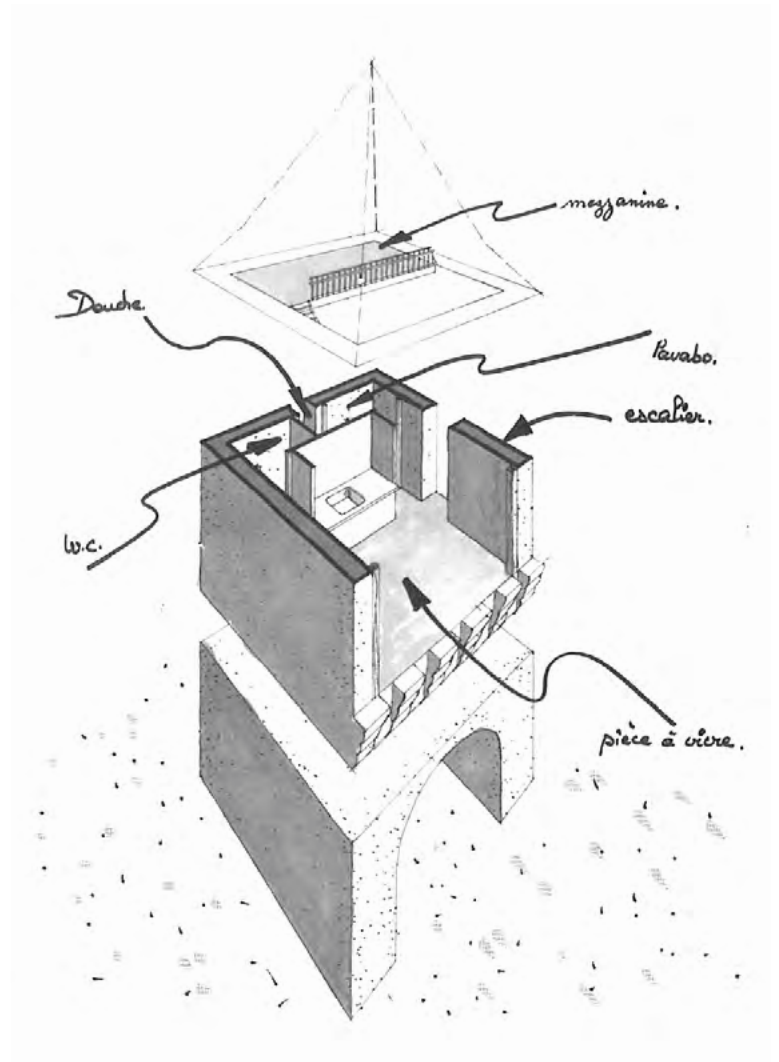 mezzanine.
Douche.
Lavabo.
escalier.
W.C.
pièce à vivre.